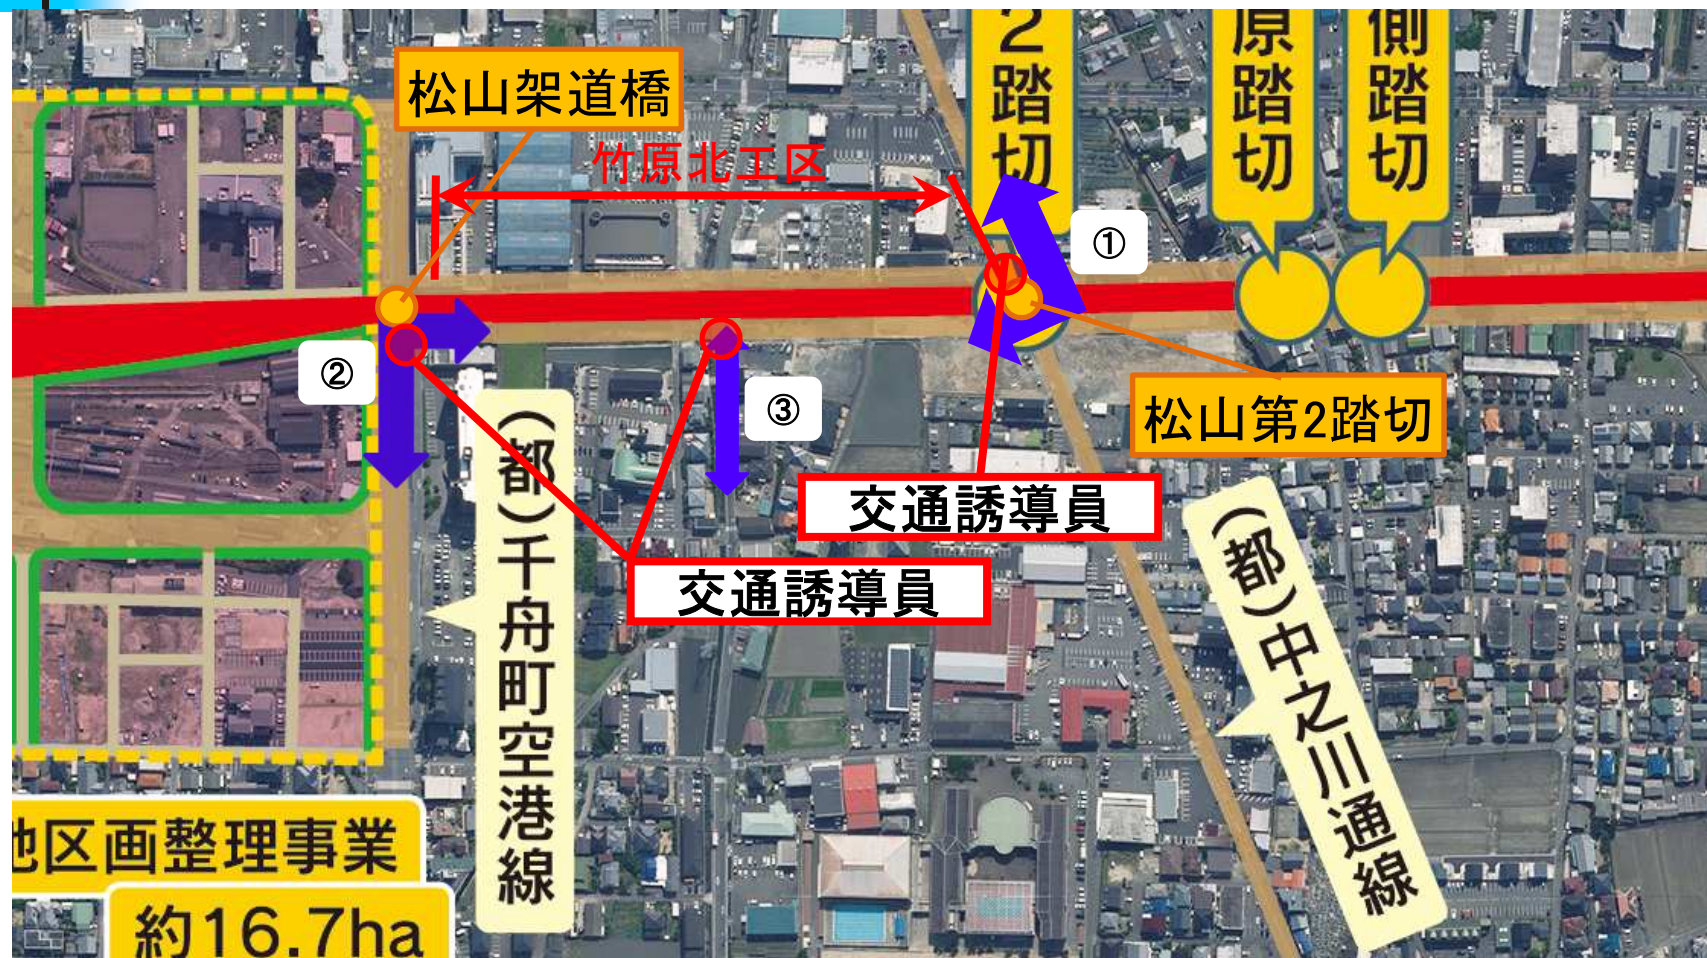 2踏切
原踏切
側踏切
松山架道橋
竹原北工区
①
②
③
松山第2踏切
交通誘導員
交通誘導員
(都)千舟町空港線
(都)中之川通線
地区画整理事業
約16.7ha